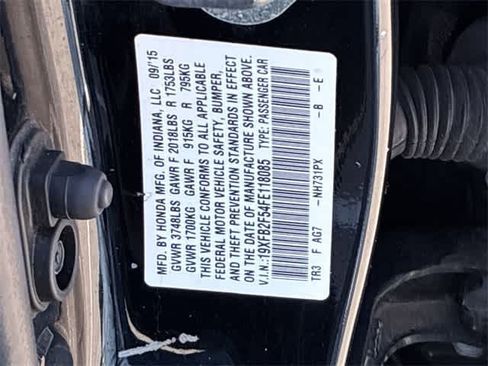 MFD. BY HONDA MFG. OF INDIANA, LLC 09/15
GVWR 3748LBS GAWR F 2018LBS R 1753LBS
GVWR 1700KG GAWR F 915KG R 795KG
THIS VEHICLE CONFORMS TO ALL APPLICABLE
FEDERAL MOTOR VEHICLE SAFETY, BUMPER,
AND THEFT PREVENTION STANDARDS IN EFFECT
ON THE DATE OF MANUFACTURE SHOWN ABOVE.
V.I.N.: 19XFB2F54FE118085 TYPE: PASSENGER CAR
TR3 F AG7 -NH731PX -B -E